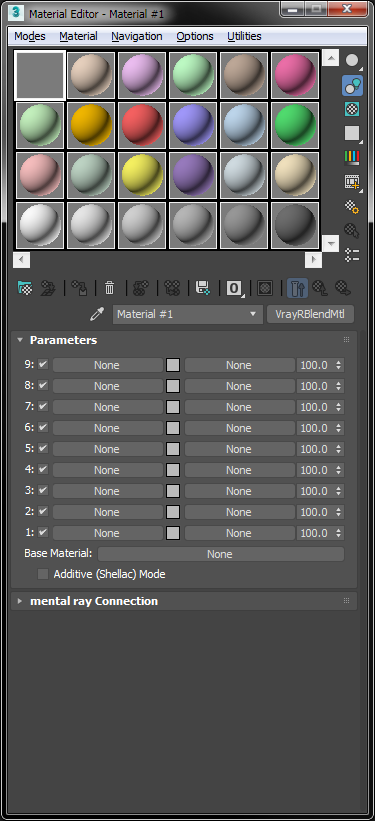 3 Material Editor - Material #1
Modes Material Navigation Options Utilities
0
Material #1 VrayRBlendMtl
Parameters
9: None None 100.0
8: None None 100.0
7: None None 100.0
6: None None 100.0
5: None None 100.0
4: None None 100.0
3: None None 100.0
2: None None 100.0
1: None None 100.0
Base Material: None
Additive (Shellac) Mode
mental ray Connection